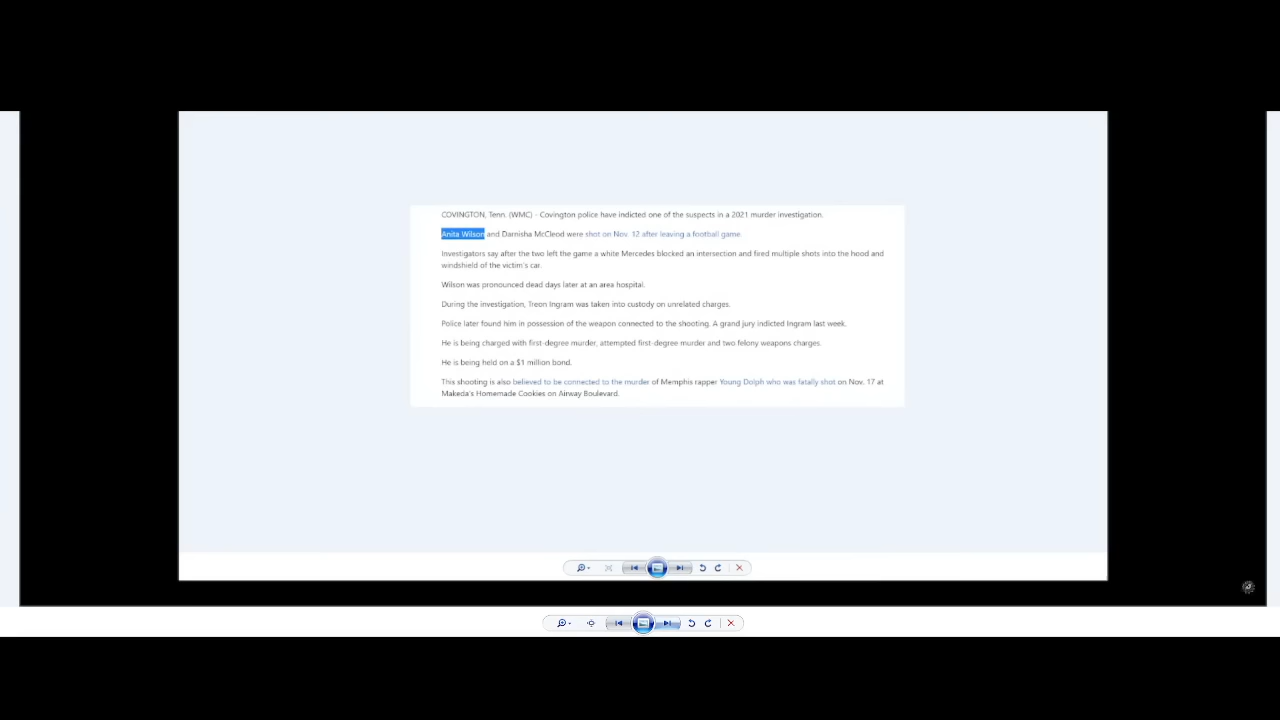 COVINGTON, Tenn. (WMC) - Covington police have indicted one of the suspects in a 2021 murder investigation.
Anita Wilson and Darnisha McCleod were shot on Nov. 12 after leaving a football game
Investigators say after the two left the game a white Mercedes blocked an intersection and fired multiple shots into the hood and
windshield of the victim's car.
Wilson was pronounced dead days later at an area hospital.
During the investigation, Treon Ingram was taken into custody on unrelated charges.
Police later found him in possession of the weapon connected to the shooting. A grand jury indicted Ingram last week.
He is being charged with first-degree murder, attempted first-degree murder and two felony weapons charges.
He is being held on a $1 million bond.
This shooting is also believed to be connected to the murder of Memphis rapper Young Dolph who was fatally shot on Nov. 17 at
Makeda's Homemade Cookies on Airway Boulevard.